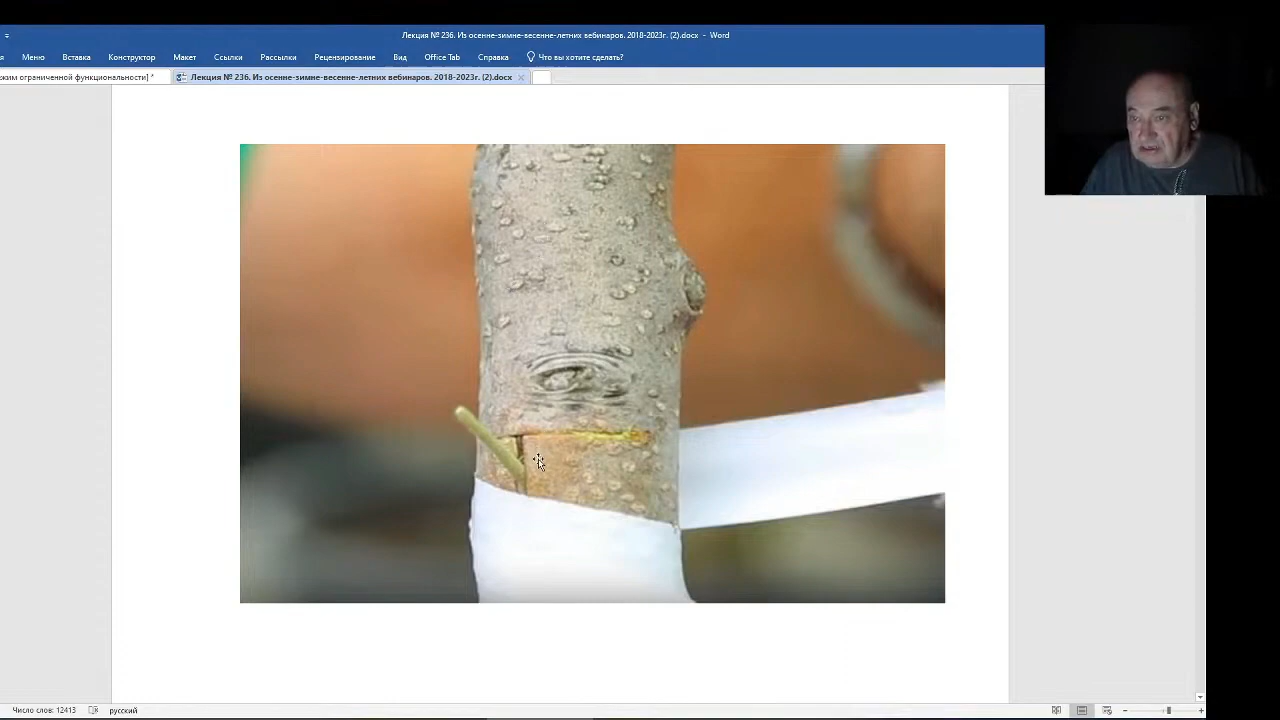 Лекция № 236. Из осенне-зимне-весенне-летних вебинаров. 2018-2023г. (2).docx - Word
Меню Вставка Конструктор Макет Ссылки Рассылки Рецензирование Вид Office Tab Справка Что вы хотите сделать?
ограниченной функциональности] * Лекция № 236. Из осенне-зимне-весенне-летних вебинаров. 2018-2023г. (2).docx
Число слов: 12413 русский